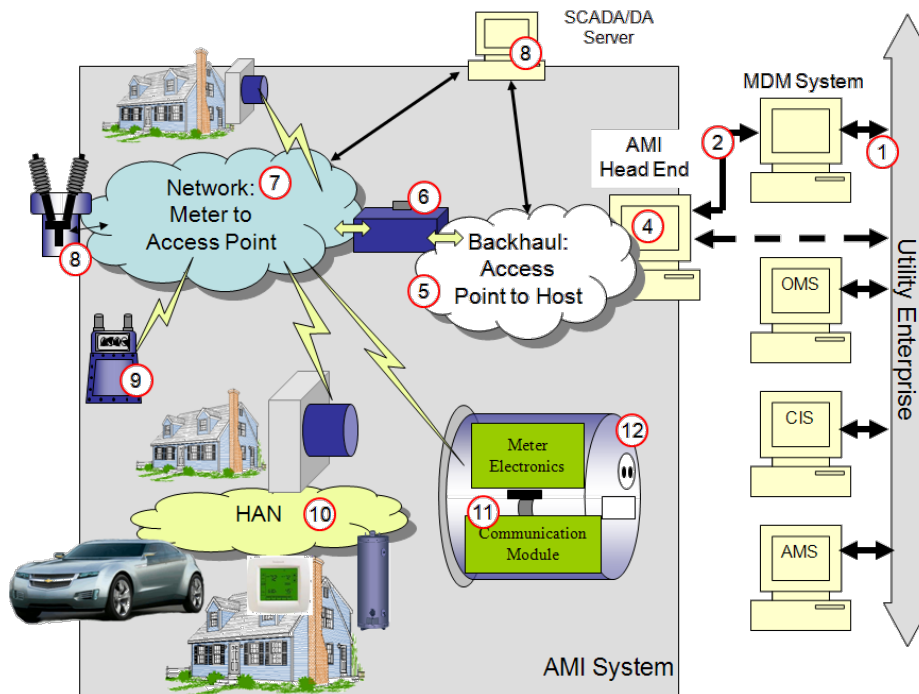 SCADA/DA
Server
8
MDM System
AMI
Head End
2
1
Network:
7
Meter to
Access Point
6
4
8
Backhaul:
Access
5
Point to Host
OMS
Utility Enterprise
9
Meter
Electronics
12
CIS
HAN
10
11
Communication
Module
AMS
AMI System